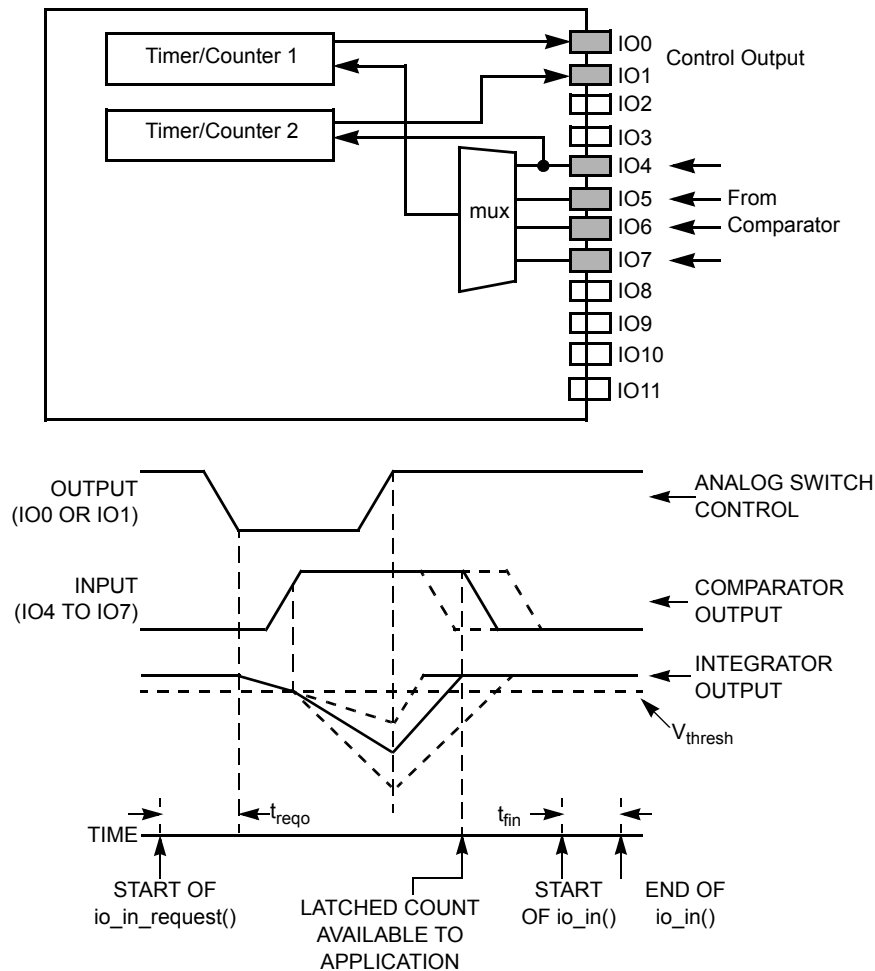 Timer/Counter 1
Timer/Counter 2
mux
IO0
IO1
IO2
IO3
IO4
IO5
IO6
IO7
IO8
IO9
IO10
IO11
Control Output
From
Comparator
OUTPUT
(IO0 OR IO1)
ANALOG SWITCH
CONTROL
INPUT
(IO4 TO IO7)
COMPARATOR
OUTPUT
INTEGRATOR
OUTPUT
Vthresh
treqo
tfin
TIME
START OF
io_in_request()
LATCHED COUNT
AVAILABLE TO
APPLICATION
START
OF io_in()
END OF
io_in()